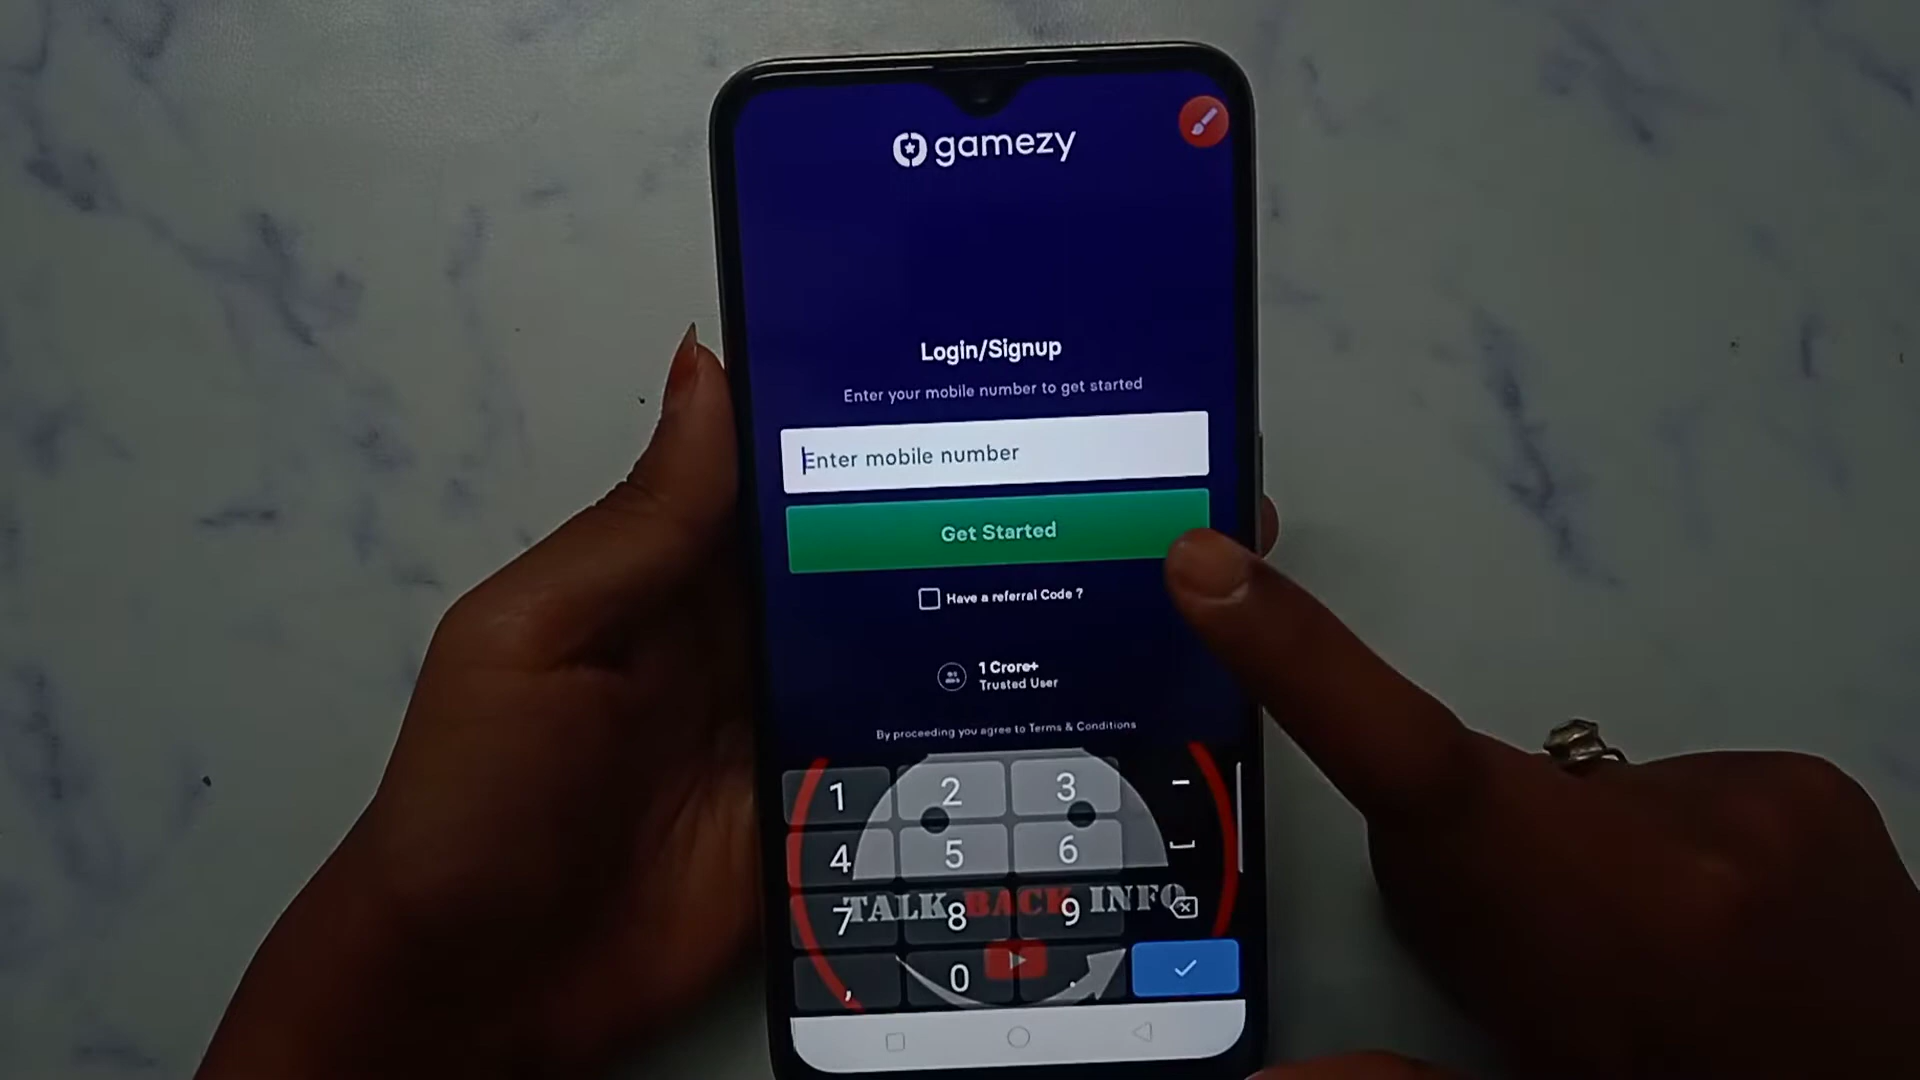 gamezy
Login/Signup
Enter your mobile number to get started
Enter mobile number
Get Started
Have a referral Code ?
1 Crore+
Trusted User
By proceeding you agree to Terms & Conditions
1 2 3 -
4 5 6
TALK BACK INFO
7 8 9
, 0 .